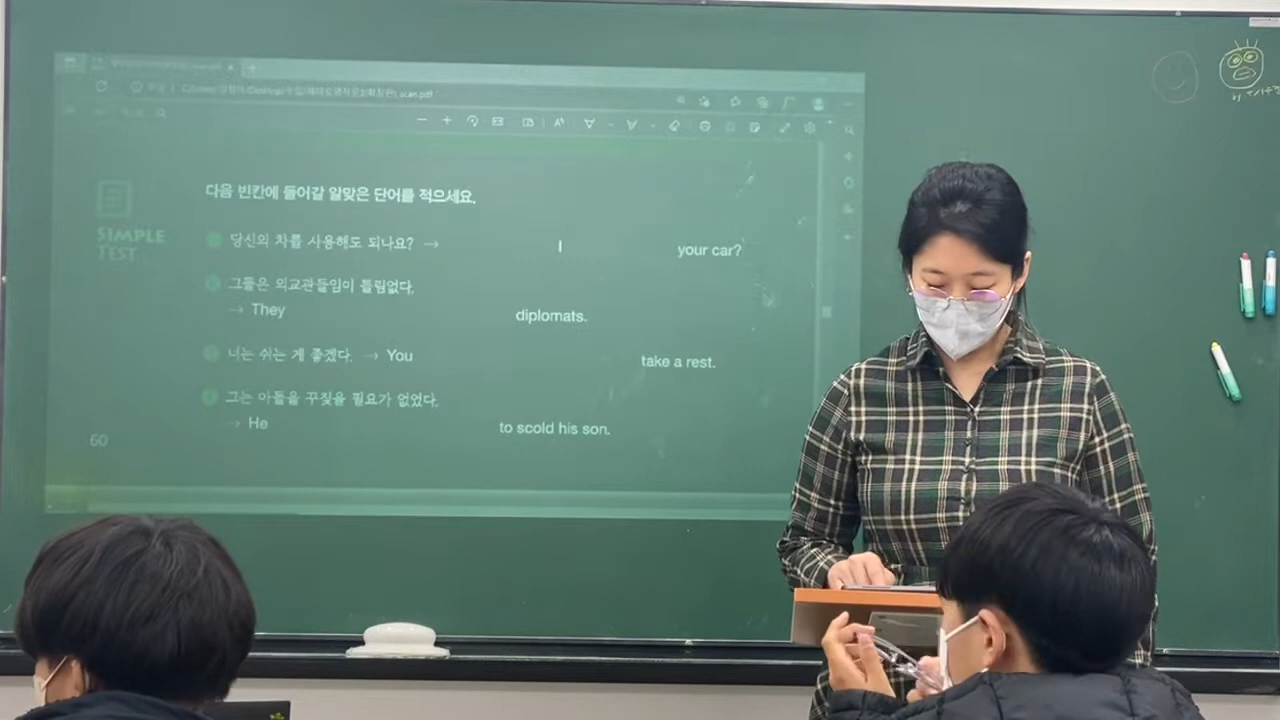 scan.pdf
다음 빈칸에 들어갈 알맞은 단어를 적으세요.
SIMPLE
TEST
당신의 차를 사용해도 되나요? → I your car?
그들은 외교관들임이 틀림없다.
→ They diplomats.
너는 쉬는 게 좋겠다. → You take a rest.
그는 아들을 꾸짖을 필요가 없었다.
→ He to scold his son.
60